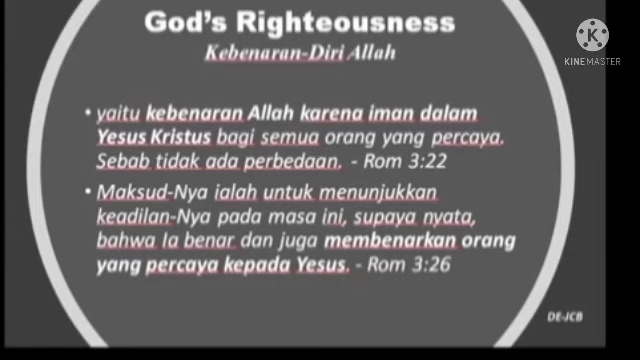 God's Righteousness
Kebenaran-Diri Allah
KINEMASTER
• yaitu kebenaran Allah karena iman dalam
Yesus Kristus bagi semua orang yang percaya.
Sebab tidak ada perbedaan. - Rom 3:22
• Maksud-Nya ialah untuk menunjukkan
keadilan-Nya pada masa ini, supaya nyata,
bahwa Ia benar dan juga membenarkan orang
yang percaya kepada Yesus. - Rom 3:26
DE-JCB